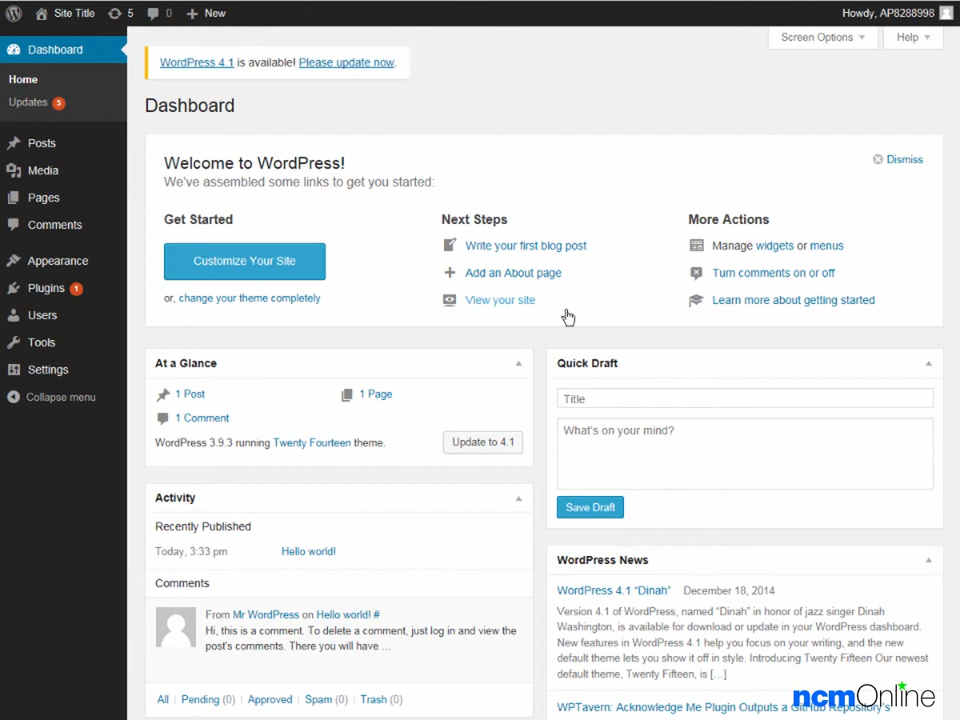 Site Title 5 0 + New
Howdy, AP8288998
Screen Options Help
Dashboard
Home
Updates 5
Posts
Media
Pages
Comments
Appearance
Plugins 1
Users
Tools
Settings
Collapse menu
WordPress 4.1 is available! Please update now.
Dashboard
Welcome to WordPress!
We've assembled some links to get you started:
Dismiss
Get Started
Customize Your Site
or, change your theme completely
Next Steps
Write your first blog post
Add an About page
View your site
More Actions
Manage widgets or menus
Turn comments on or off
Learn more about getting started
At a Glance
1 Post 1 Page
1 Comment
WordPress 3.9.3 running Twenty Fourteen theme. Update to 4.1
Activity
Recently Published
Today, 3:33 pm Hello world!
Comments
From Mr WordPress on Hello world! #
Hi, this is a comment. To delete a comment, just log in and view the
post's comments. There you will have ...
All | Pending (0) | Approved | Spam (0) | Trash (0)
Quick Draft
Title
What's on your mind?
Save Draft
WordPress News
WordPress 4.1 “Dinah” December 18, 2014
Version 4.1 of WordPress, named “Dinah” in honor of jazz singer Dinah
Washington, is available for download or update in your WordPress dashboard.
New features in WordPress 4.1 help you focus on your writing, and the new
default theme lets you show it off in style. Introducing Twenty Fifteen Our newest
default theme, Twenty Fifteen, is [...]
WPTavern: Acknowledge Me Plugin Outputs a GitHub Repository's
ncmOnline